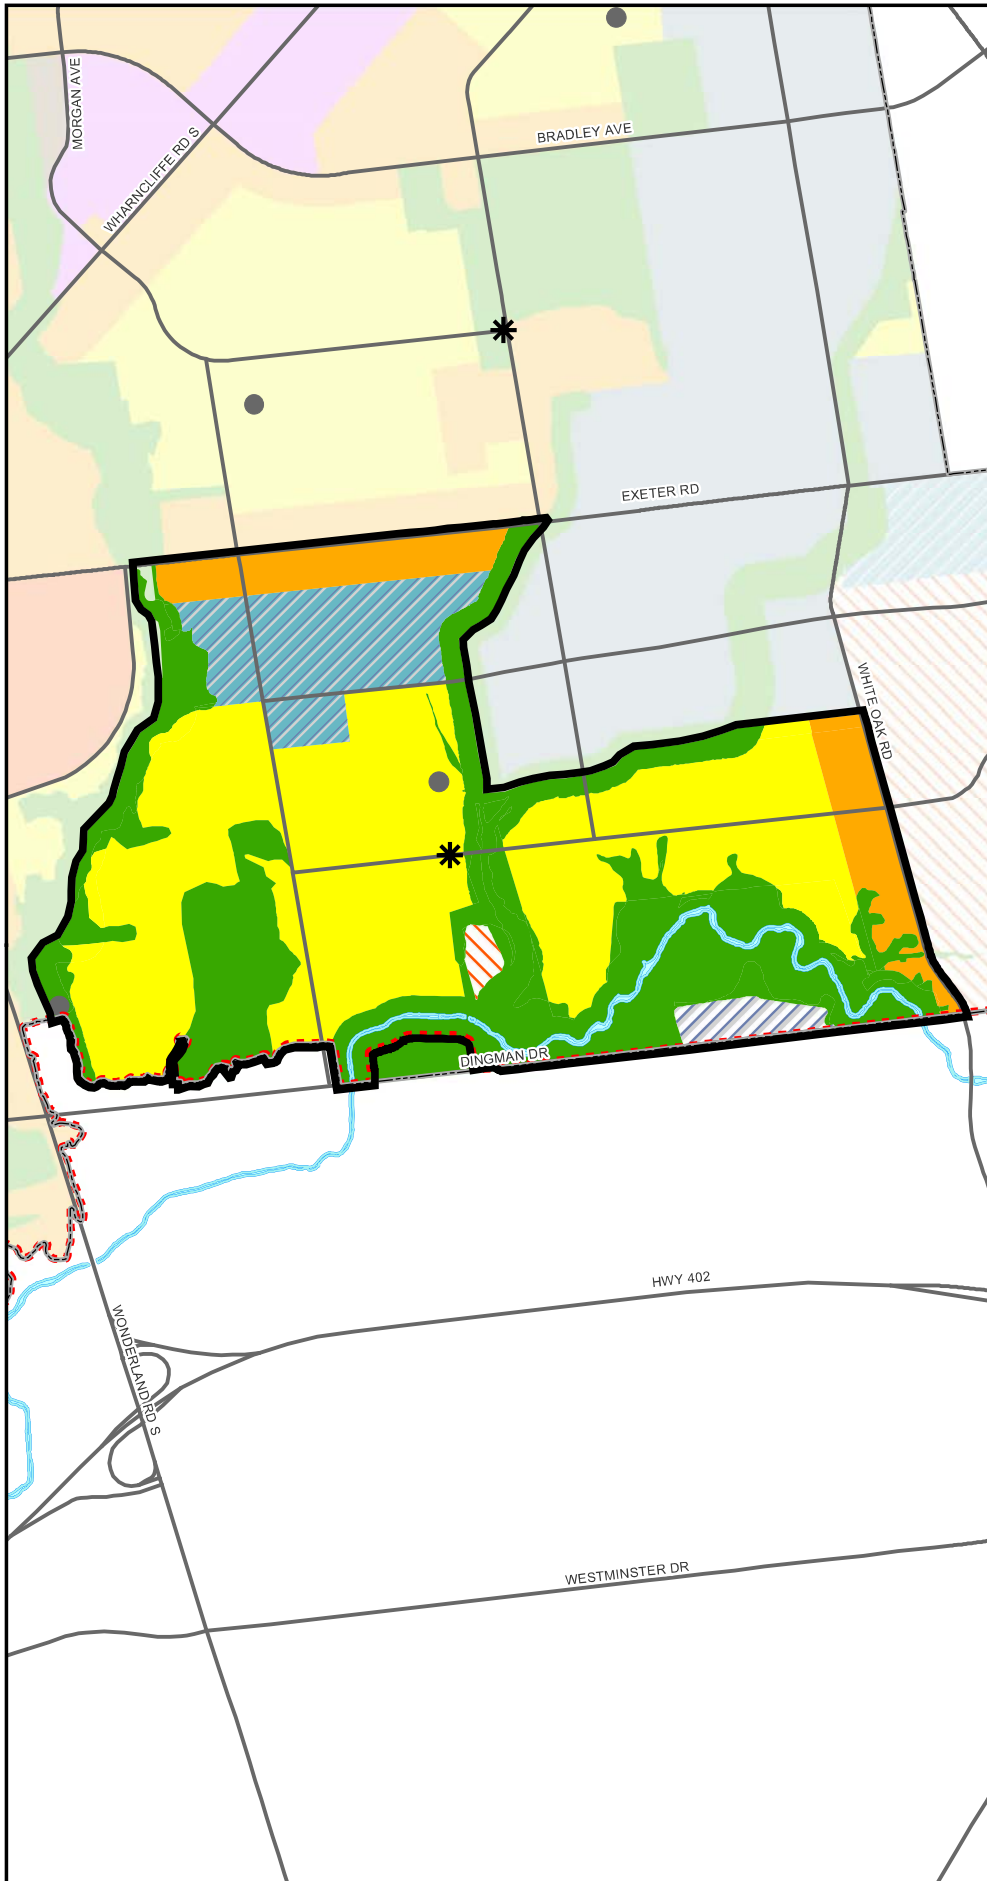 MORGAN AVE
WHARNCLIFFE RD S
BRADLEY AVE
EXETER RD
WHITE OAK RD
DINGMAN DR
HWY 402
WONDERLAND RD S
WESTMINSTER DR